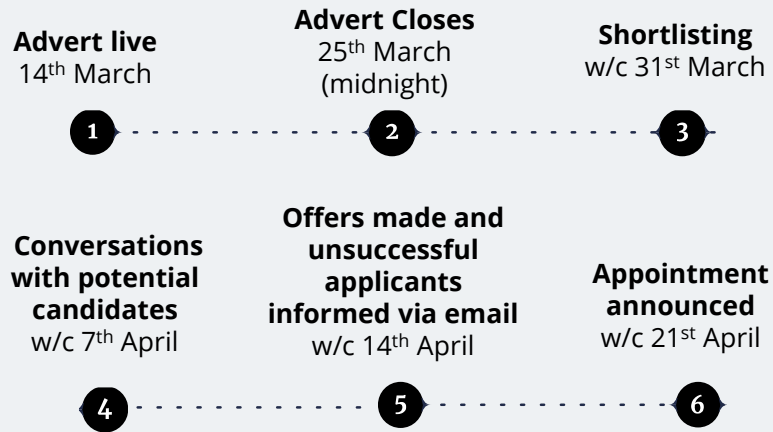 Advert live
14th March
Advert Closes
25th March
(midnight)
Shortlisting
w/c 31st March
1
2
3
Conversations
with potential
candidates
w/c 7th April
Offers made and
unsuccessful
applicants
informed via email
w/c 14th April
Appointment
announced
w/c 21st April
4
5
6